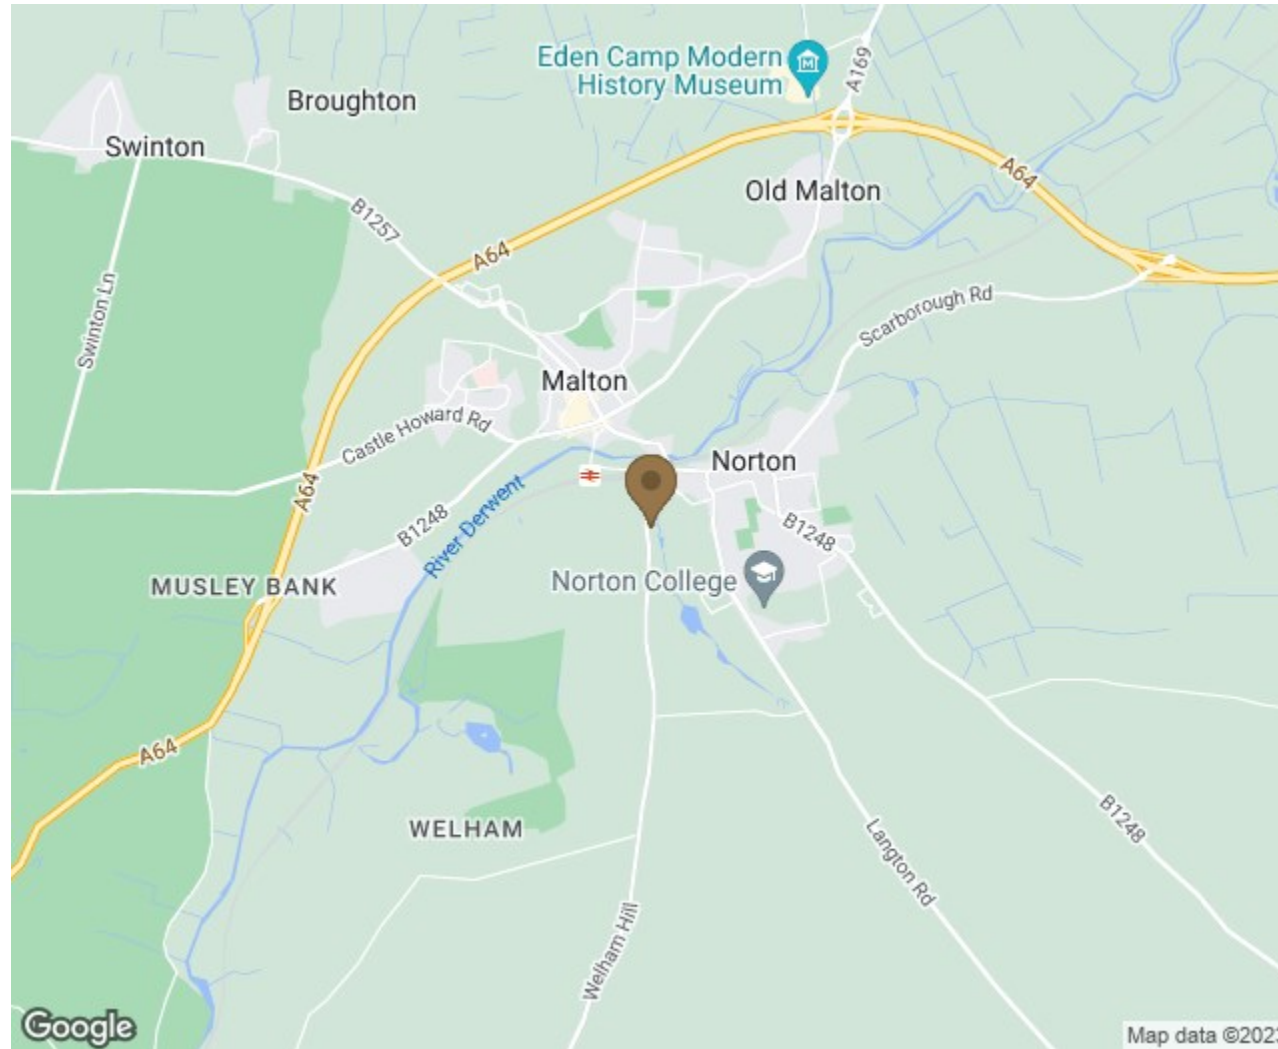 Eden Camp Modern
History Museum
A169
Broughton
Swinton
A64
Old Malton
B1257
A64
Swinton Ln
Scarborough Rd
Malton
Castle Howard Rd
Norton
A64
B1248
River Derwent
B1248
MUSLEY BANK
Norton College
A64
WELHAM
B1248
Langton Rd
Welham Hill
Google
Map data ©202